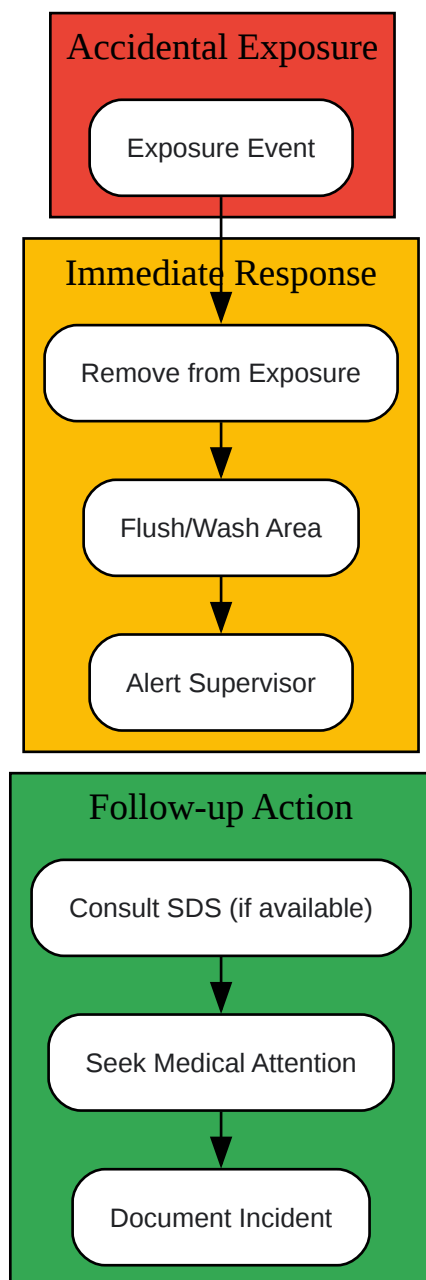 Accidental Exposure
Exposure Event
Immediate Response
Remove from Exposure
Flush/Wash Area
Alert Supervisor
Follow-up Action
Consult SDS (if available)
Seek Medical Attention
Document Incident